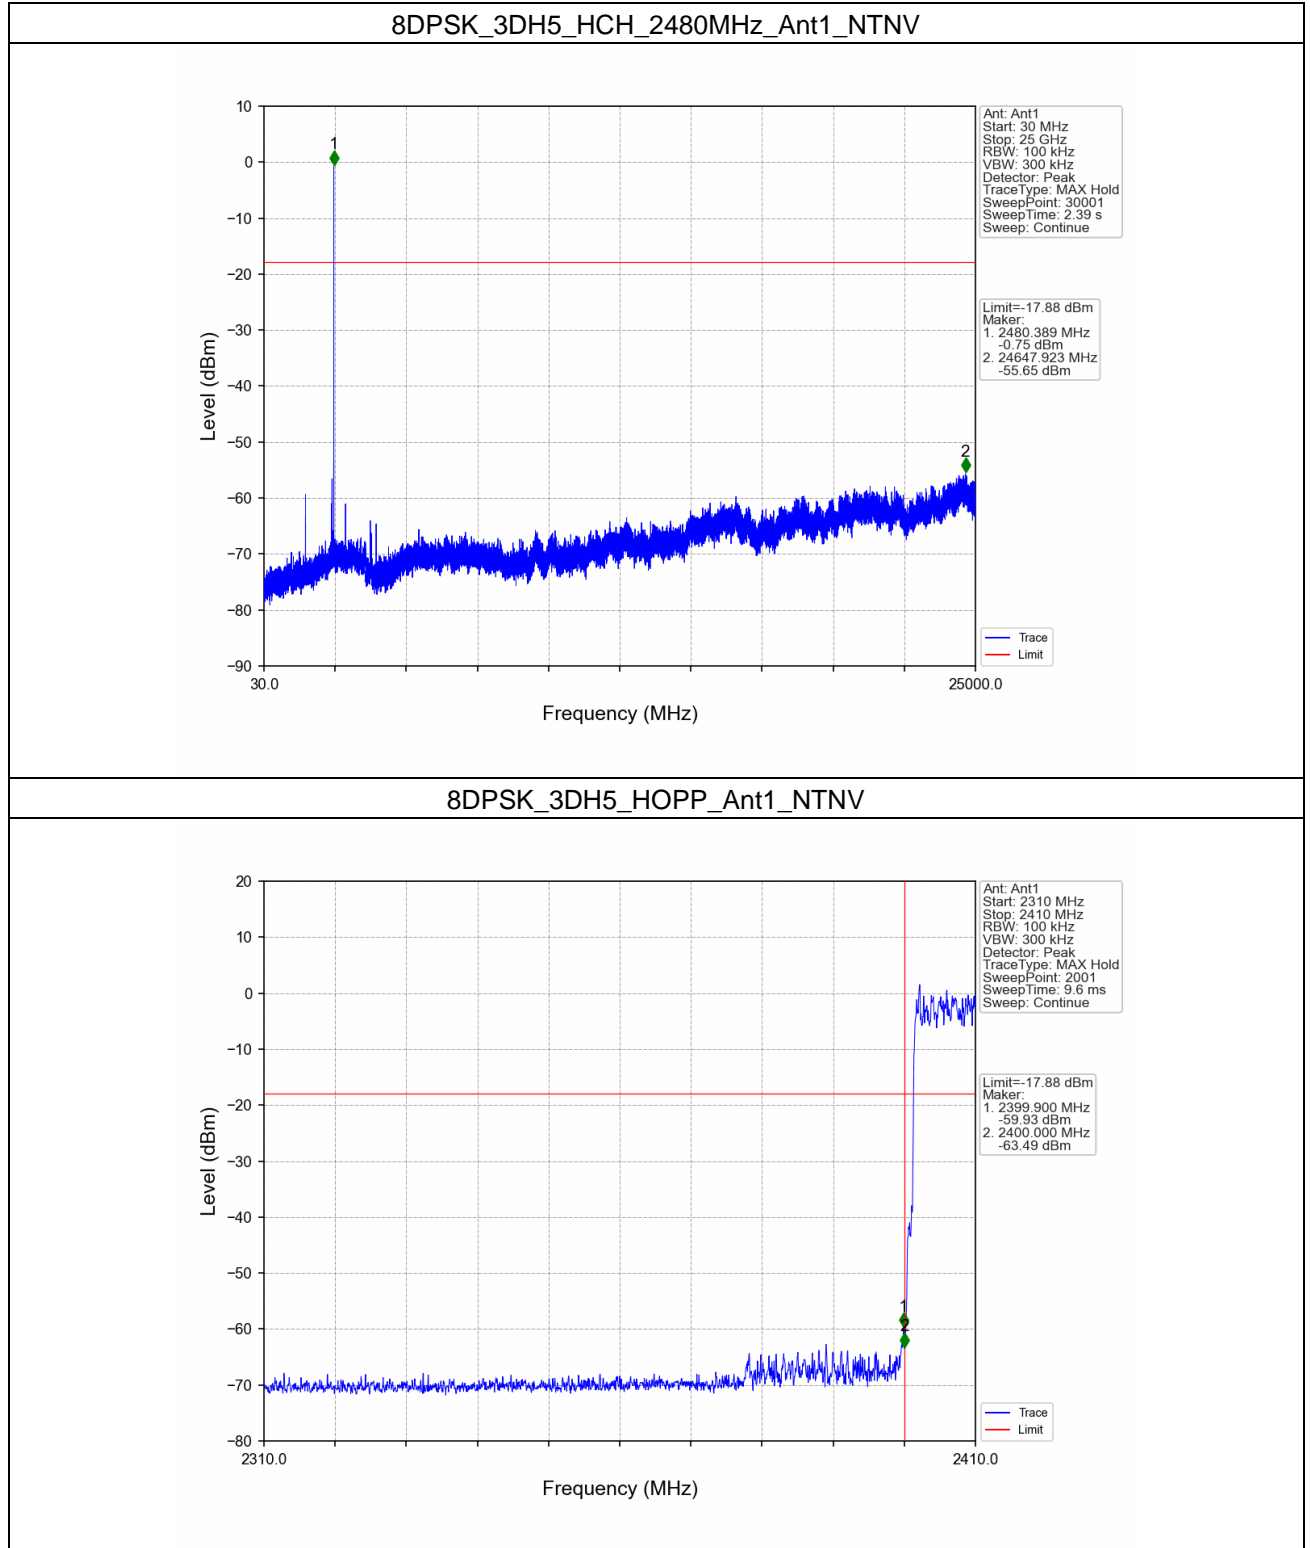 8DPSK_3DH5_HCH_2480MHz_Ant1_NTNV
10
0
−10
−20
−30
−40
−50
−60
−70
−80
−90
Level (dBm)
1
2
30.0
25000.0
Frequency (MHz)
Ant: Ant1
Start: 30 MHz
Stop: 25 GHz
RBW: 100 kHz
VBW: 300 kHz
Detector: Peak
TraceType: MAX Hold
SweepPoint: 30001
SweepTime: 2.39 s
Sweep: Continue
Limit=-17.88 dBm
Maker:
1. 2480.389 MHz
-0.75 dBm
2. 24647.923 MHz
-55.65 dBm
Trace
Limit
8DPSK_3DH5_HOPP_Ant1_NTNV
20
10
0
−10
−20
−30
−40
−50
−60
−70
−80
Level (dBm)
1
2
2310.0
2410.0
Frequency (MHz)
Ant: Ant1
Start: 2310 MHz
Stop: 2410 MHz
RBW: 100 kHz
VBW: 300 kHz
Detector: Peak
TraceType: MAX Hold
SweepPoint: 2001
SweepTime: 9.6 ms
Sweep: Continue
Limit=-17.88 dBm
Maker:
1. 2399.900 MHz
-59.93 dBm
2. 2400.000 MHz
-63.49 dBm
Trace
Limit